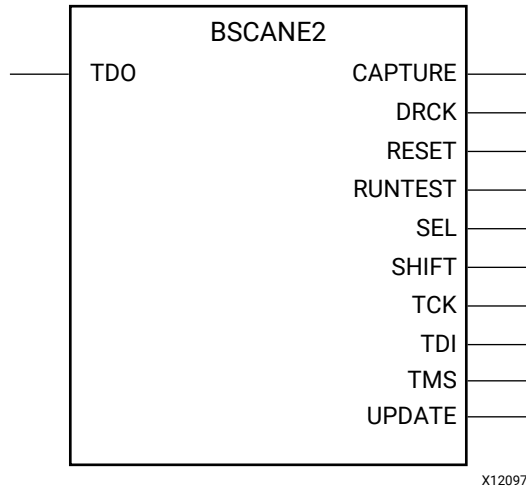 BSCANE2
TDO CAPTURE
DRCK
RESET
RUNTEST
SEL
SHIFT
TCK
TDI
TMS
UPDATE
X12097